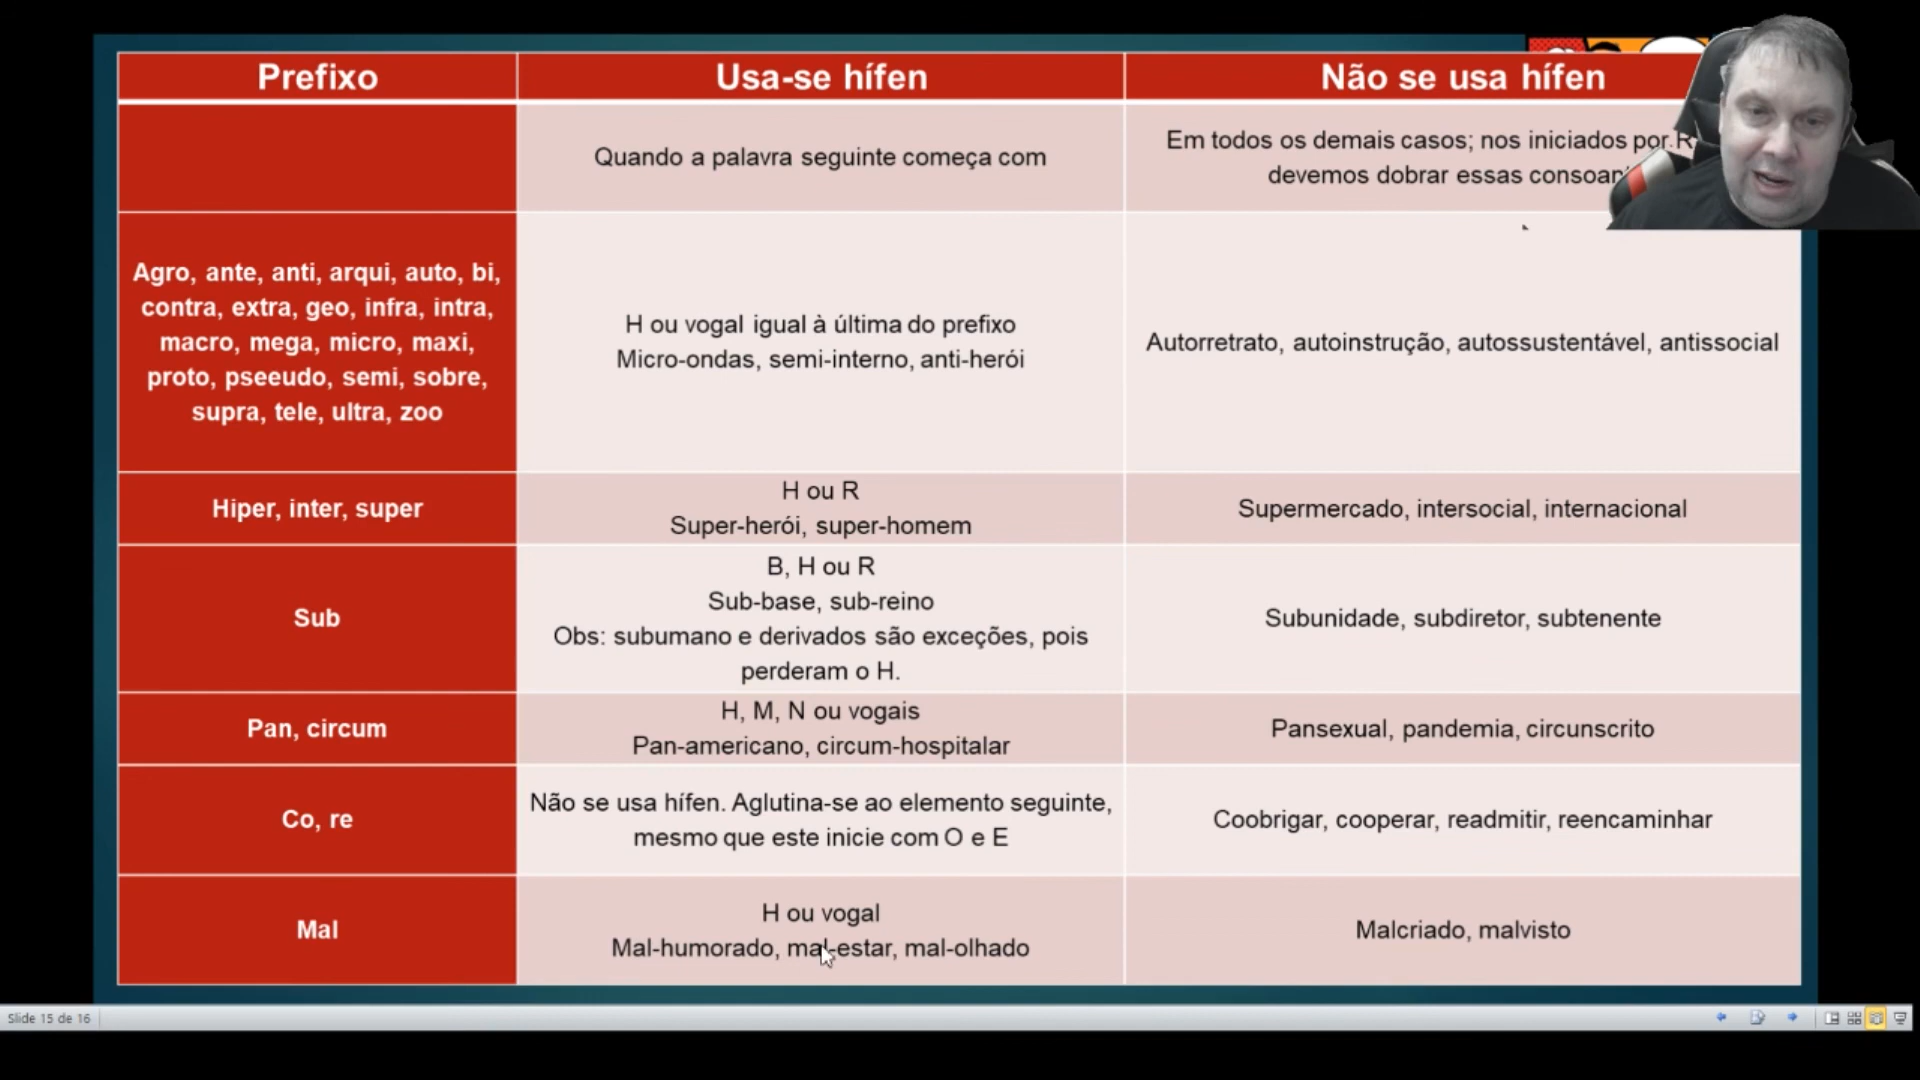 Prefixo
Usa-se hífen
Não se usa hífen
Quando a palavra seguinte começa com
Em todos os demais casos; nos iniciados por R
devemos dobrar essas
Agro, ante, anti, arqui, auto, bi,
contra, extra, geo, infra, intra,
macro, mega, micro, maxi,
proto, pseeudo, semi, sobre,
supra, tele, ultra, zoo
H ou vogal igual à última do prefixo
Micro-ondas, semi-interno, anti-herói
Autorretrato, autoinstrução, autossustentável, antissocial
Hiper, inter, super
H ou R
Super-herói, super-homem
Supermercado, intersocial, internacional
Sub
B, H ou R
Sub-base, sub-reino
Obs: subumano e derivados são exceções, pois
perderam o H.
Subunidade, subdiretor, subtenente
Pan, circum
H, M, N ou vogais
Pan-americano, circum-hospitalar
Pansexual, pandemia, circunscrito
Co, re
Não se usa hífen. Aglutina-se ao elemento seguinte,
mesmo que este inicie com O e E
Coobrigar, cooperar, readmitir, reencaminhar
Mal
H ou vogal
Mal-humorado, mal-estar, mal-olhado
Malcriado, malvisto
Slide 15 de 16